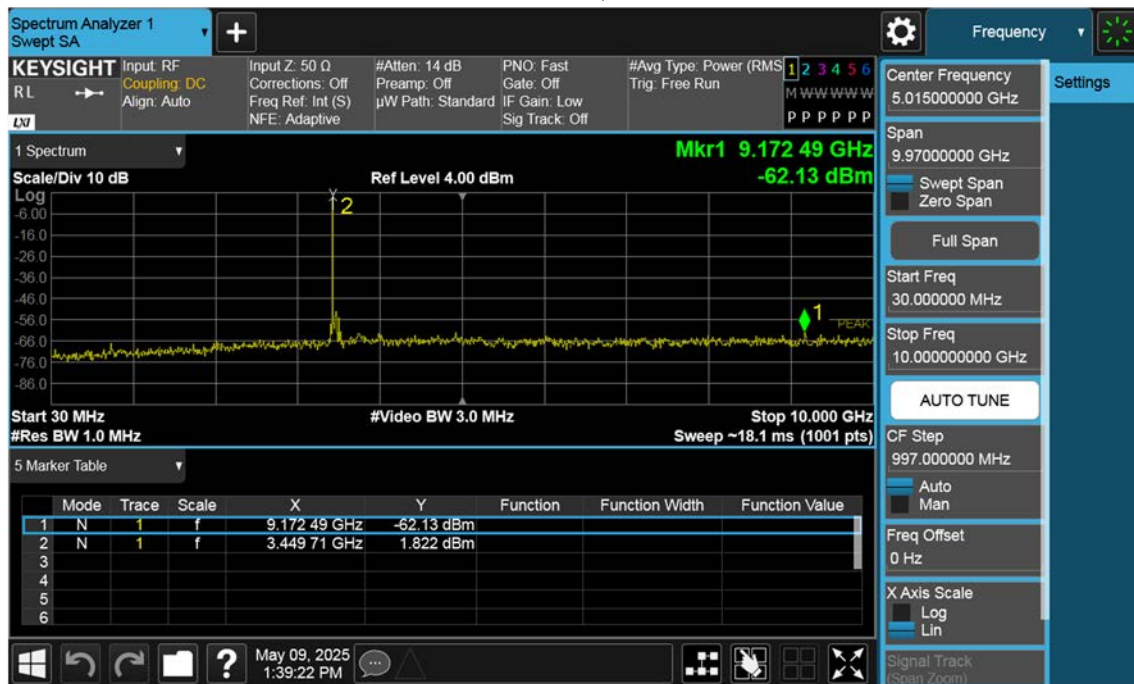 Spectrum Analyzer 1
Swept SA
+
Frequency
KEYSIGHT
RL
LXI
Input: RF
Coupling: DC
Align: Auto
Input Z: 50 Ω
Corrections: Off
Freq Ref: Int (S)
NFE: Adaptive
#Atten: 14 dB
Preamp: Off
µW Path: Standard
PNO: Fast
Gate: Off
IF Gain: Low
Sig Track: Off
#Avg Type: Power (RMS
Trig: Free Run
1 2 3 4 5 6
M W W W W W
P P P P P P
1 Spectrum
Mkr1 9.172 49 GHz
Scale/Div 10 dB
Ref Level 4.00 dBm
-62.13 dBm
Log
-6.00
-16.0
-26.0
-36.0
-46.0
-56.0
-66.0
-76.0
-86.0
2
1
PEAK
Start 30 MHz
#Video BW 3.0 MHz
Stop 10.000 GHz
#Res BW 1.0 MHz
Sweep ~18.1 ms (1001 pts)
5 Marker Table
Mode Trace Scale X Y Function Function Width Function Value
1 N 1 f 9.172 49 GHz -62.13 dBm
2 N 1 f 3.449 71 GHz 1.822 dBm
3
4
5
6
?
May 09, 2025
1:39:22 PM
Center Frequency
5.015000000 GHz
Span
9.97000000 GHz
Swept Span
Zero Span
Full Span
Start Freq
30.000000 MHz
Stop Freq
10.000000000 GHz
AUTO TUNE
CF Step
997.000000 MHz
Auto
Man
Freq Offset
0 Hz
X Axis Scale
Log
Lin
Signal Track
(Span Zoom)
Settings